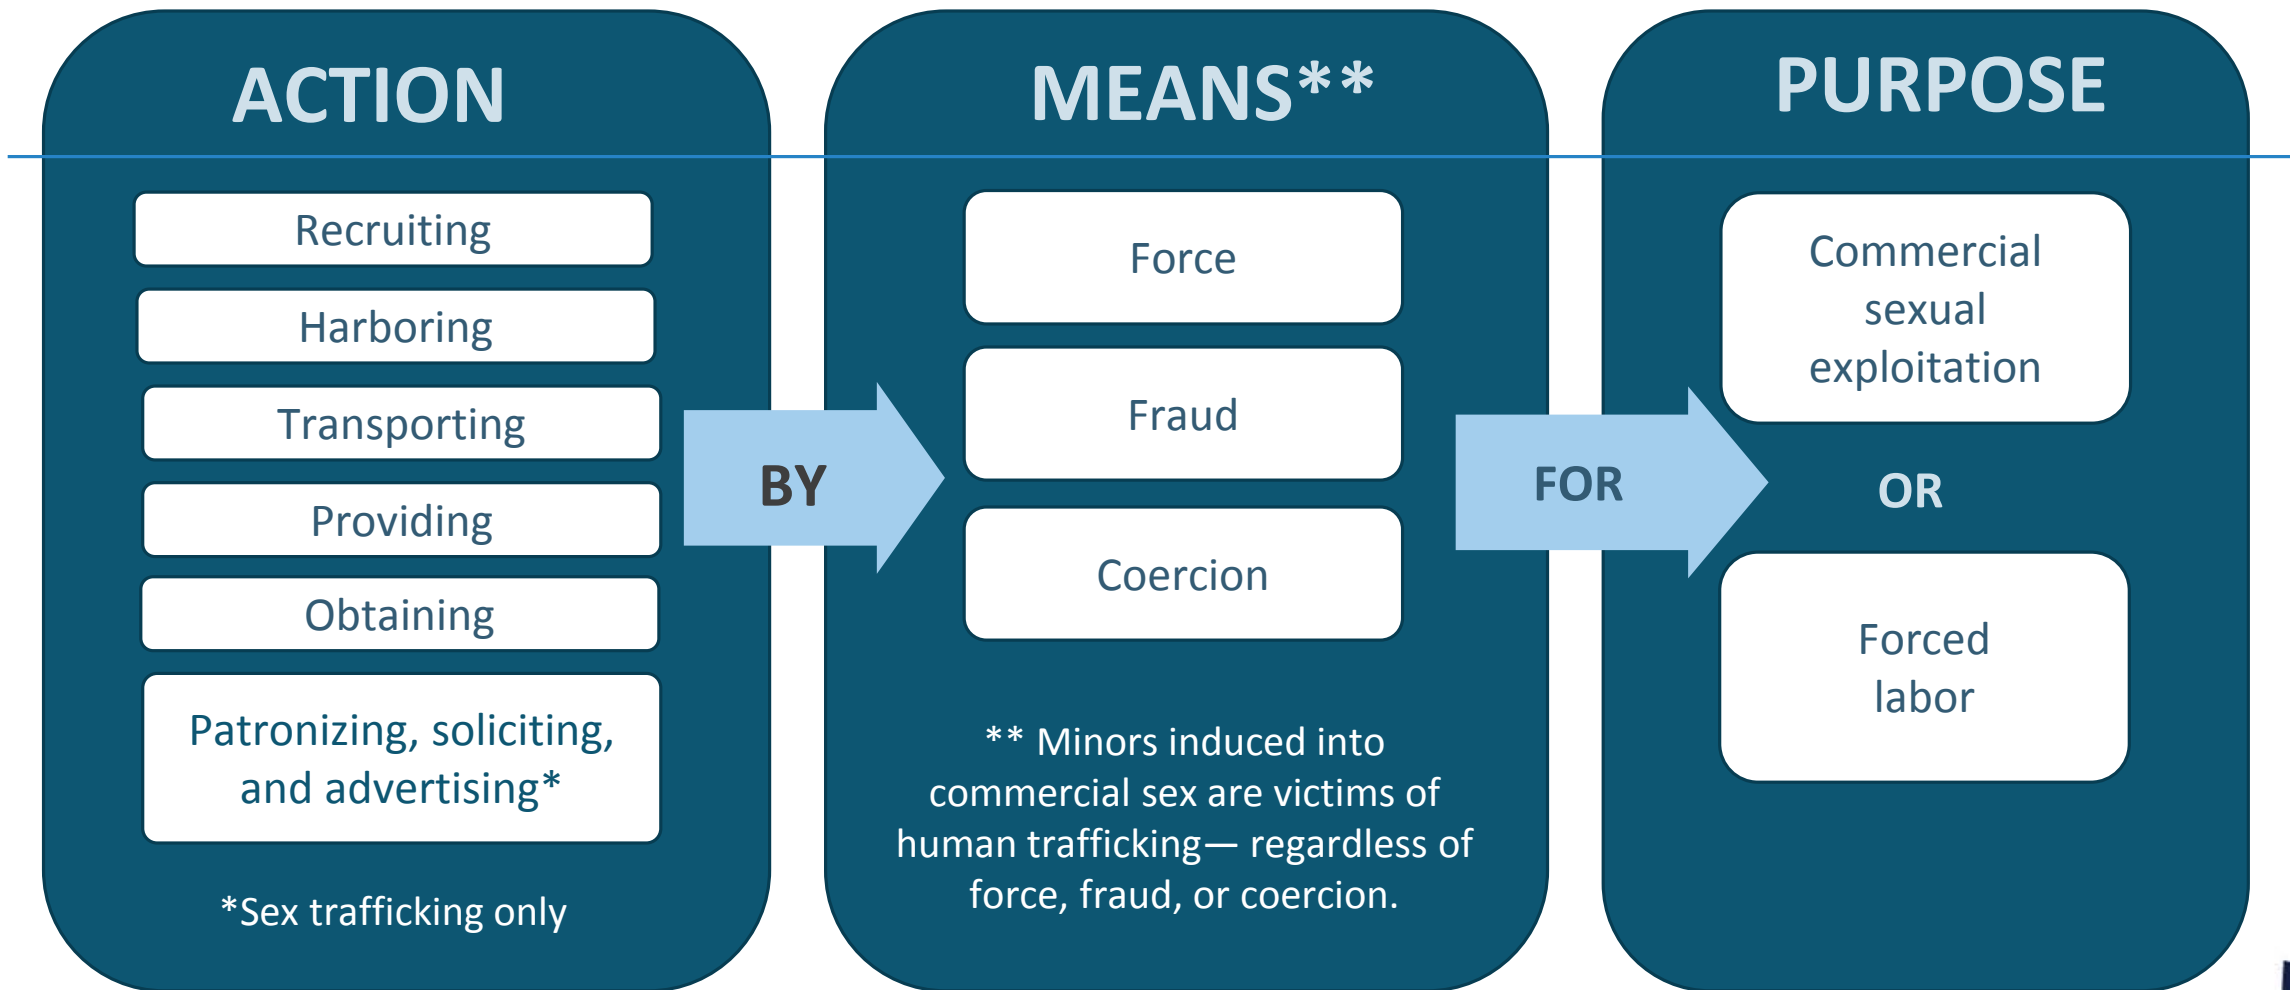 ACTION
Recruiting
Harboring
Transporting
Providing
Obtaining
Patronizing, soliciting,
and advertising*
*Sex trafficking only
BY
MEANS**
Force
Fraud
Coercion
** Minors induced into
commercial sex are victims of
human trafficking— regardless of
force, fraud, or coercion.
FOR
PURPOSE
Commercial
sexual
exploitation
OR
Forced
labor